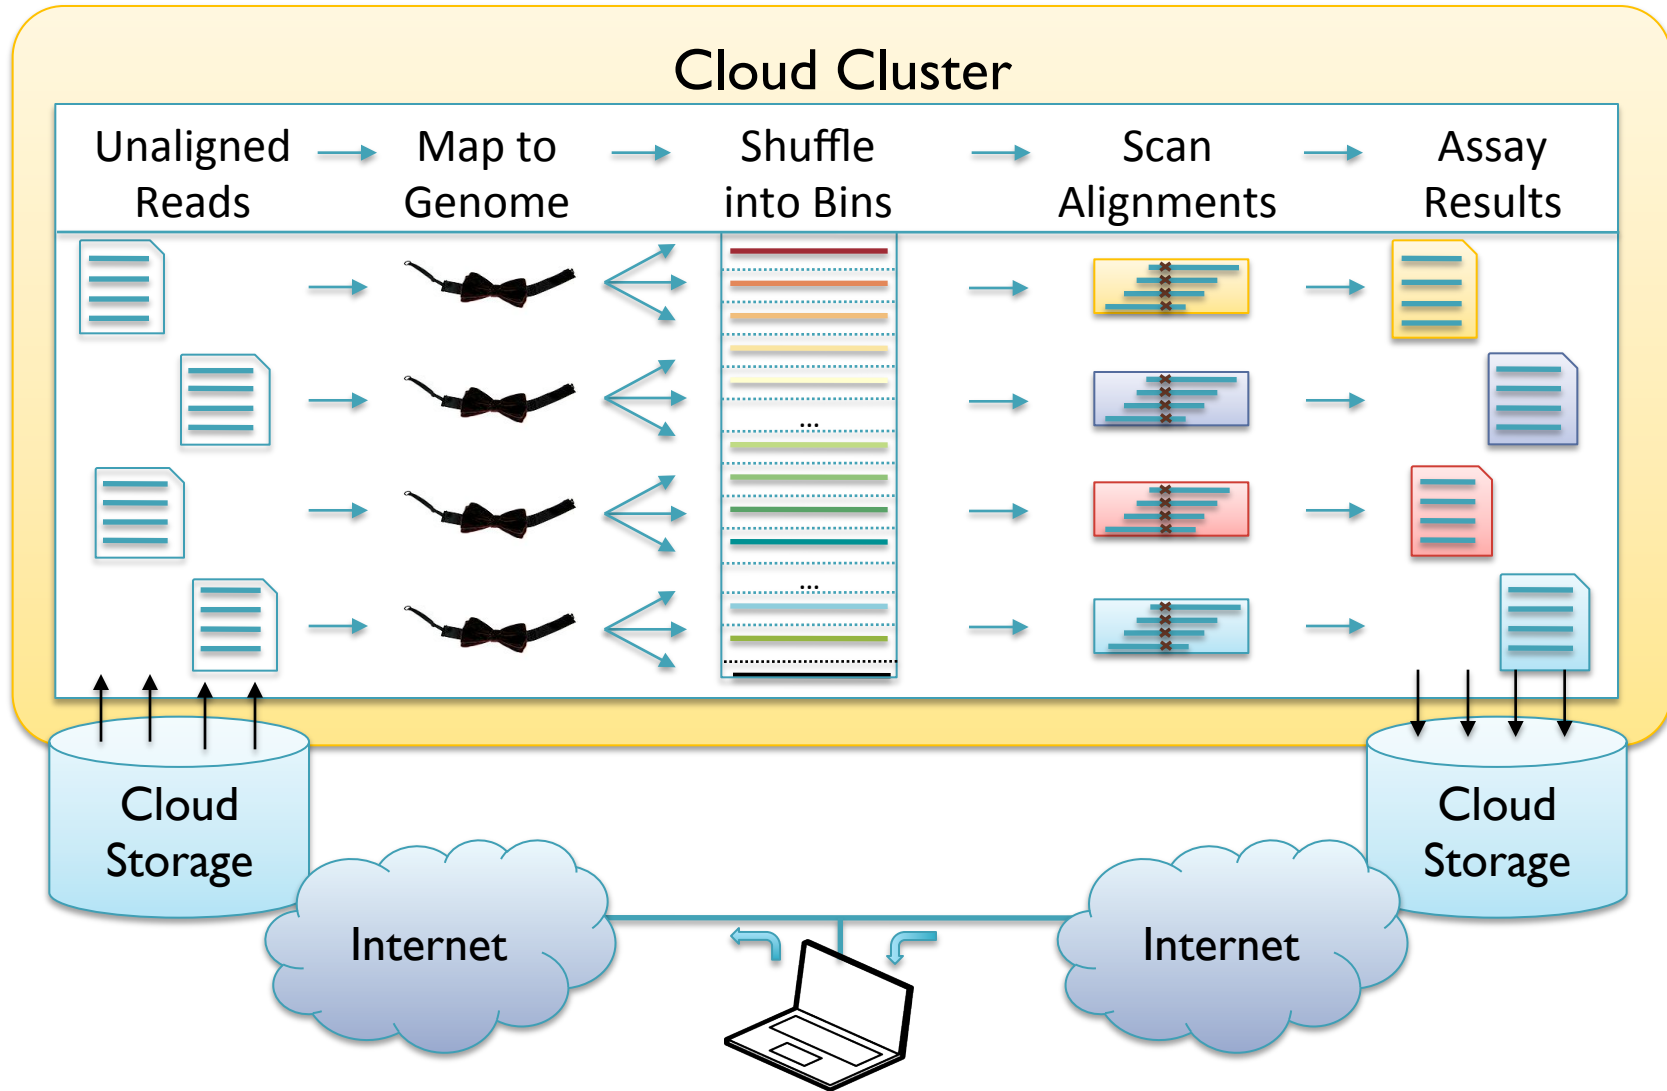 Cloud Cluster
Unaligned
Reads
Map to
Genome
Shuffle
into Bins
Scan
Alignments
Assay
Results
...
...
Cloud
Storage
Cloud
Storage
Internet
Internet